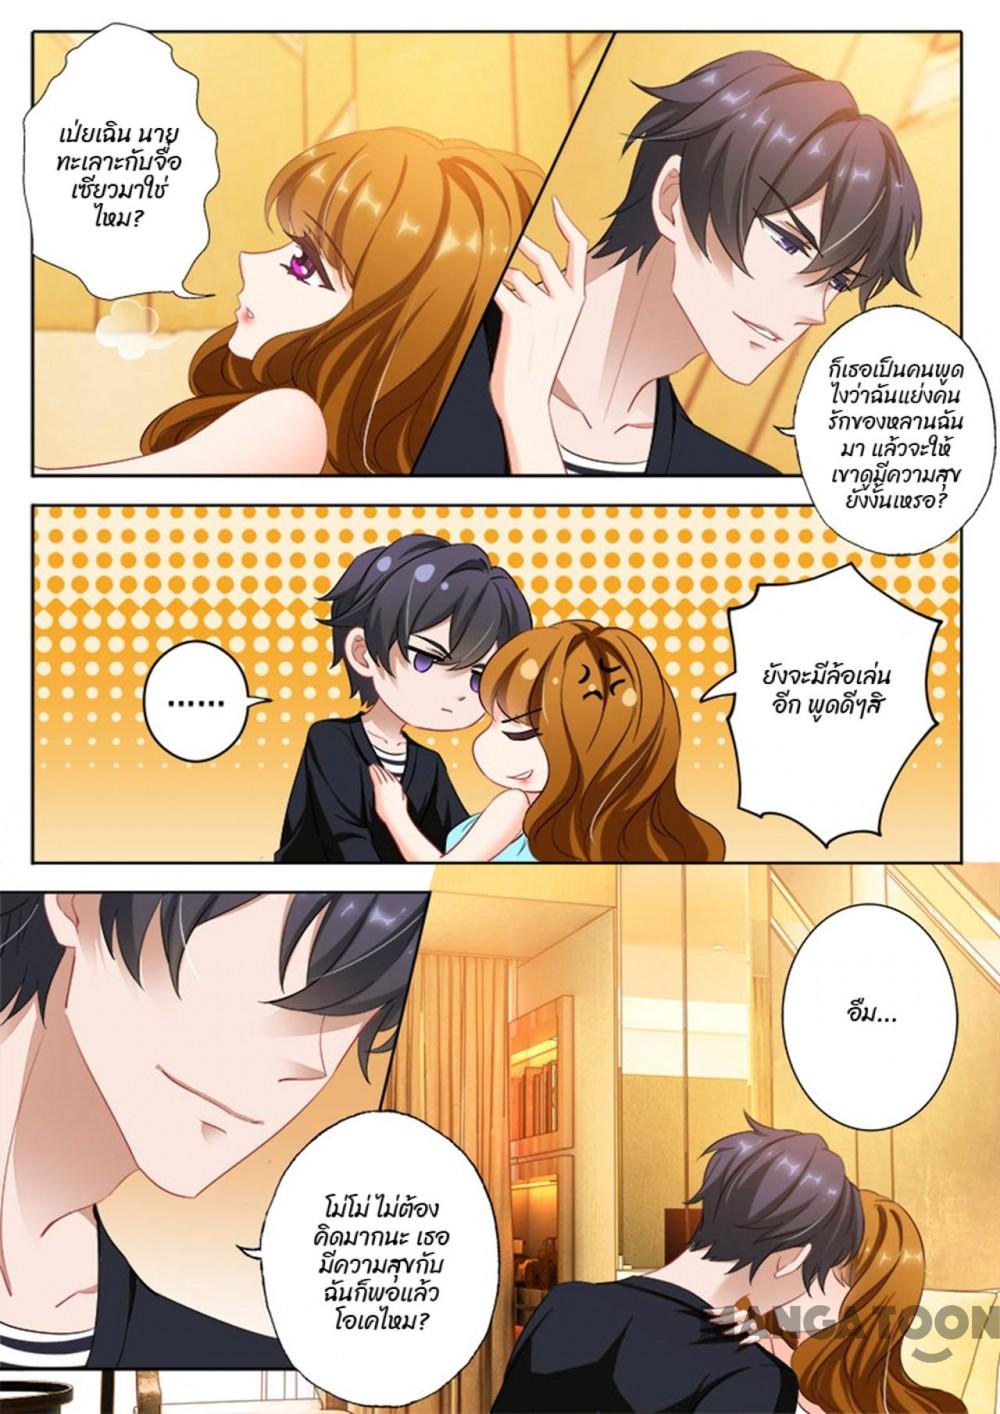 เป่ยเฉิน นาย
ทะเลาะกับจื่อ
เซียวมาใช่
ไหม?
ก็เธอเป็นคนพูด
ไงว่าฉันแย่งคน
รักของหลานฉัน
มา แล้วจะให้
เขาดูมีความสุข
ยังงั้นเหรอ?
ยังจะมีล้อเล่น
อีก พูดดีๆสิ
......
อืม...
โม่โม่ ไม่ต้อง
คิดมากนะ เธอ
มีความสุขกับ
ฉันก็พอแล้ว
โอเคไหม?
MANGATOON